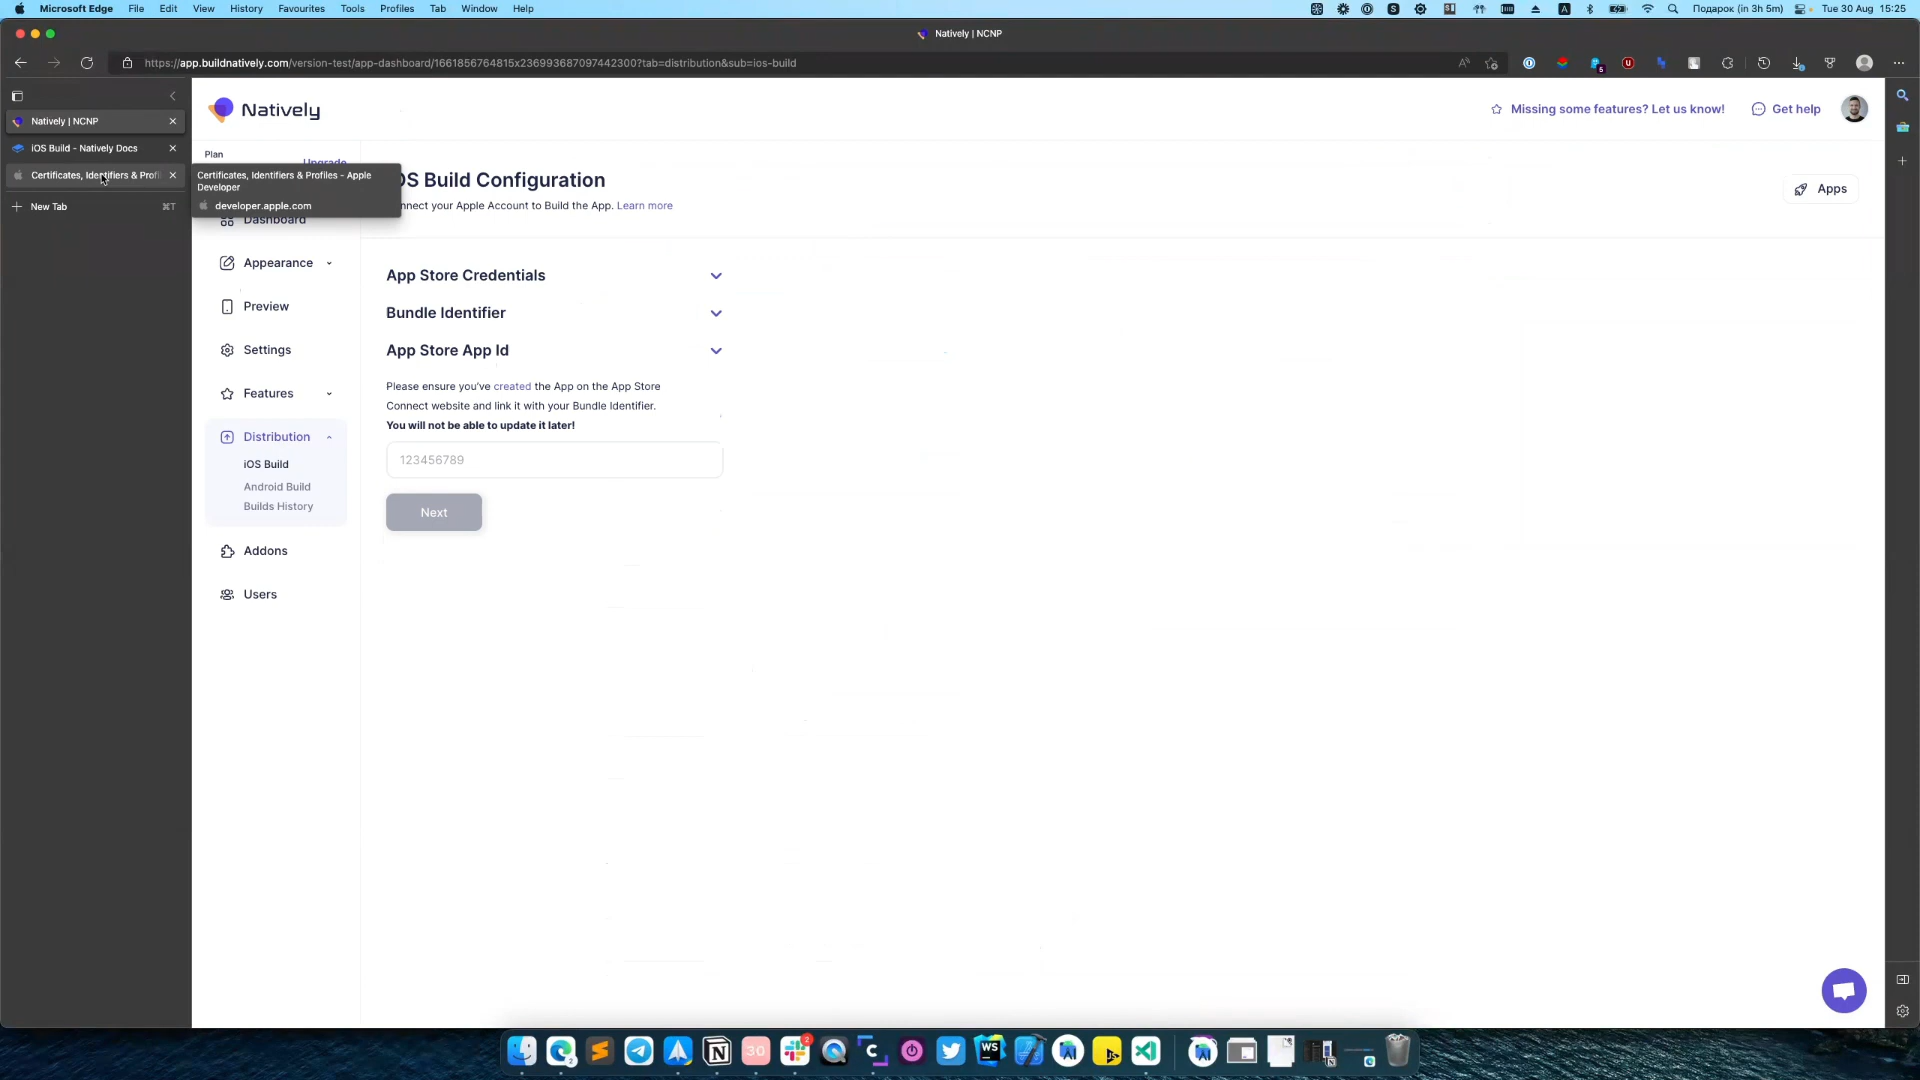 Microsoft Edge File Edit View History Favourites Tools Profiles Tab Window Help
Подарок (in 3h 5m) Tue 30 Aug 15:25
Natively | NCNP
https://app.buildnatively.com/version-test/app-dashboard/1661856764815x236993687097442300?tab=distribution&sub=ios-build
Natively | NCNP
iOS Build - Natively Docs
Certificates, Identifiers & Profi
New Tab ⌘T
Natively
Missing some features? Let us know!
Get help
Plan
Upgrade
Certificates, Identifiers & Profiles - Apple
Developer
developer.apple.com
Dashboard
Appearance
Preview
Settings
Features
Distribution
iOS Build
Android Build
Builds History
Addons
Users
OS Build Configuration
nnect your Apple Account to Build the App. Learn more
Apps
App Store Credentials
Bundle Identifier
App Store App Id
Please ensure you've created the App on the App Store
Connect website and link it with your Bundle Identifier.
You will not be able to update it later!
123456789
Next
30
2
WS